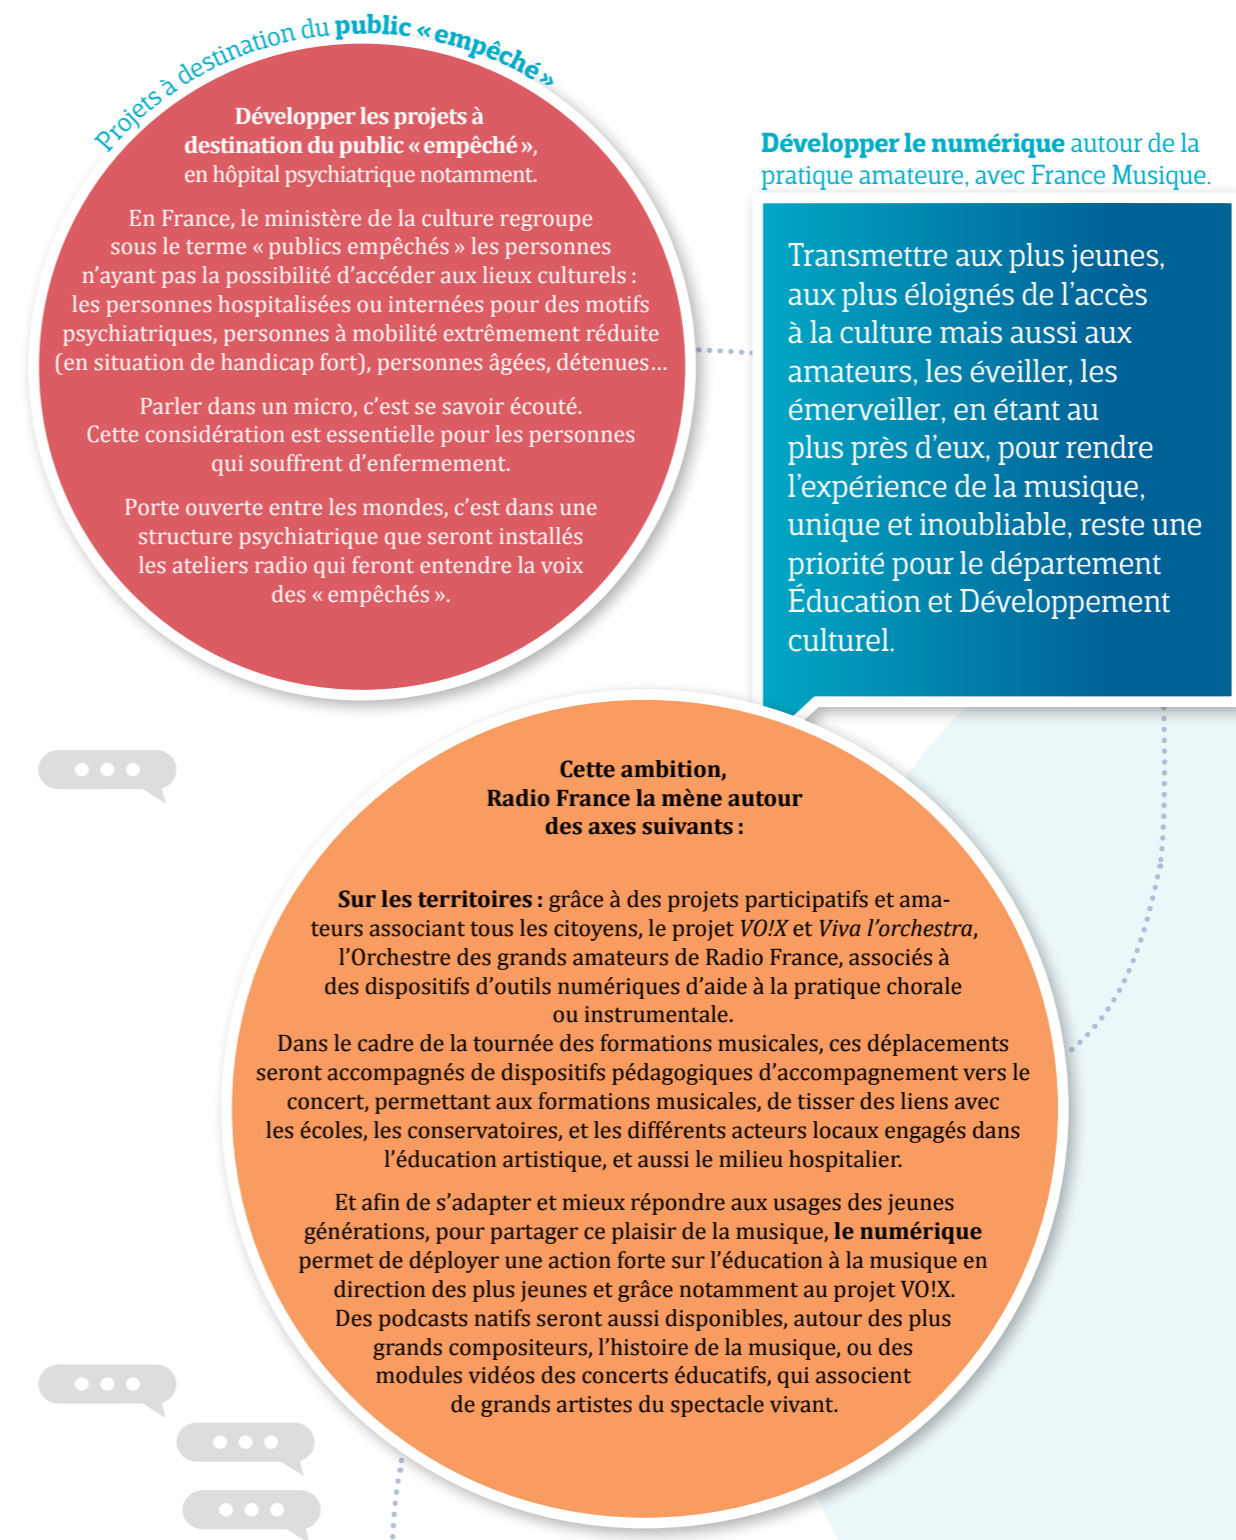 Projets à destination du public « empêché »
Développer les projets à
destination du public « empêché »,
en hôpital psychiatrique notamment.
En France, le ministère de la culture regroupe
sous le terme « publics empêchés » les personnes
n’ayant pas la possibilité d’accéder aux lieux culturels :
les personnes hospitalisées ou internées pour des motifs
psychiatriques, personnes à mobilité extrêmement réduite
(en situation de handicap fort), personnes âgées, détenues…
Parler dans un micro, c’est se savoir écouté.
Cette considération est essentielle pour les personnes
qui souffrent d’enfermement.
Porte ouverte entre les mondes, c’est dans une
structure psychiatrique que seront installés
les ateliers radio qui feront entendre la voix
des « empêchés ».
Développer le numérique autour de la
pratique amateure, avec France Musique.
Transmettre aux plus jeunes,
aux plus éloignés de l’accès
à la culture mais aussi aux
amateurs, les éveiller, les
émerveiller, en étant au
plus près d’eux, pour rendre
l’expérience de la musique,
unique et inoubliable, reste une
priorité pour le département
Éducation et Développement
culturel.
Cette ambition,
Radio France la mène autour
des axes suivants :
Sur les territoires : grâce à des projets participatifs et ama-
teurs associant tous les citoyens, le projet VO!X et Viva l’orchestra,
l’Orchestre des grands amateurs de Radio France, associés à
des dispositifs d’outils numériques d’aide à la pratique chorale
ou instrumentale.
Dans le cadre de la tournée des formations musicales, ces déplacements
seront accompagnés de dispositifs pédagogiques d’accompagnement vers le
concert, permettant aux formations musicales, de tisser des liens avec
les écoles, les conservatoires, et les différents acteurs locaux engagés dans
l’éducation artistique, et aussi le milieu hospitalier.
Et afin de s’adapter et mieux répondre aux usages des jeunes
générations, pour partager ce plaisir de la musique, le numérique
permet de déployer une action forte sur l’éducation à la musique en
direction des plus jeunes et grâce notamment au projet VO!X.
Des podcasts natifs seront aussi disponibles, autour des plus
grands compositeurs, l’histoire de la musique, ou des
modules vidéos des concerts éducatifs, qui associent
de grands artistes du spectacle vivant.